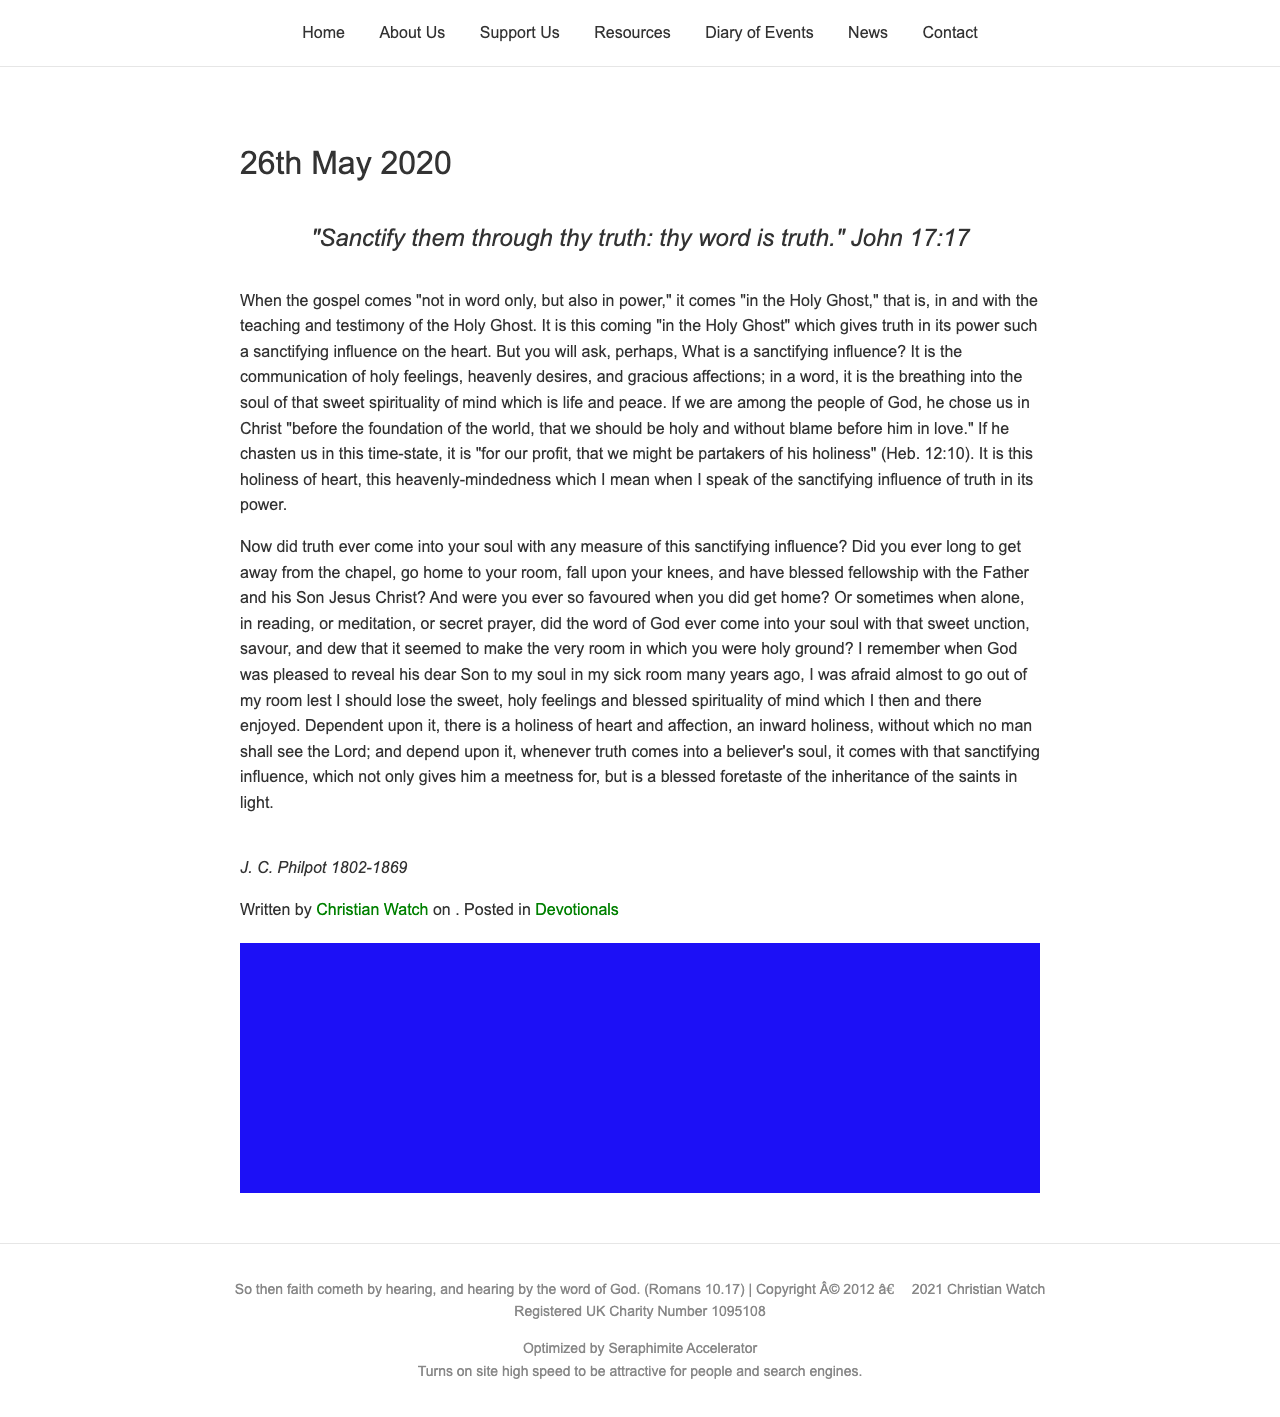 Home About Us Support Us Resources Diary of Events News Contact
26th May 2020
"Sanctify them through thy truth: thy word is truth." John 17:17
When the gospel comes "not in word only, but also in power," it comes "in the Holy Ghost," that is, in and with the
teaching and testimony of the Holy Ghost. It is this coming "in the Holy Ghost" which gives truth in its power such
a sanctifying influence on the heart. But you will ask, perhaps, What is a sanctifying influence? It is the
communication of holy feelings, heavenly desires, and gracious affections; in a word, it is the breathing into the
soul of that sweet spirituality of mind which is life and peace. If we are among the people of God, he chose us in
Christ "before the foundation of the world, that we should be holy and without blame before him in love." If he
chasten us in this time-state, it is "for our profit, that we might be partakers of his holiness" (Heb. 12:10). It is this
holiness of heart, this heavenly-mindedness which I mean when I speak of the sanctifying influence of truth in its
power.
Now did truth ever come into your soul with any measure of this sanctifying influence? Did you ever long to get
away from the chapel, go home to your room, fall upon your knees, and have blessed fellowship with the Father
and his Son Jesus Christ? And were you ever so favoured when you did get home? Or sometimes when alone,
in reading, or meditation, or secret prayer, did the word of God ever come into your soul with that sweet unction,
savour, and dew that it seemed to make the very room in which you were holy ground? I remember when God
was pleased to reveal his dear Son to my soul in my sick room many years ago, I was afraid almost to go out of
my room lest I should lose the sweet, holy feelings and blessed spirituality of mind which I then and there
enjoyed. Dependent upon it, there is a holiness of heart and affection, an inward holiness, without which no man
shall see the Lord; and depend upon it, whenever truth comes into a believer's soul, it comes with that sanctifying
influence, which not only gives him a meetness for, but is a blessed foretaste of the inheritance of the saints in
light.
J. C. Philpot 1802-1869
Written by Christian Watch on . Posted in Devotionals
So then faith cometh by hearing, and hearing by the word of God. (Romans 10.17) | Copyright Â© 2012 â€ 2021 Christian Watch
Registered UK Charity Number 1095108
Optimized by Seraphimite Accelerator
Turns on site high speed to be attractive for people and search engines.